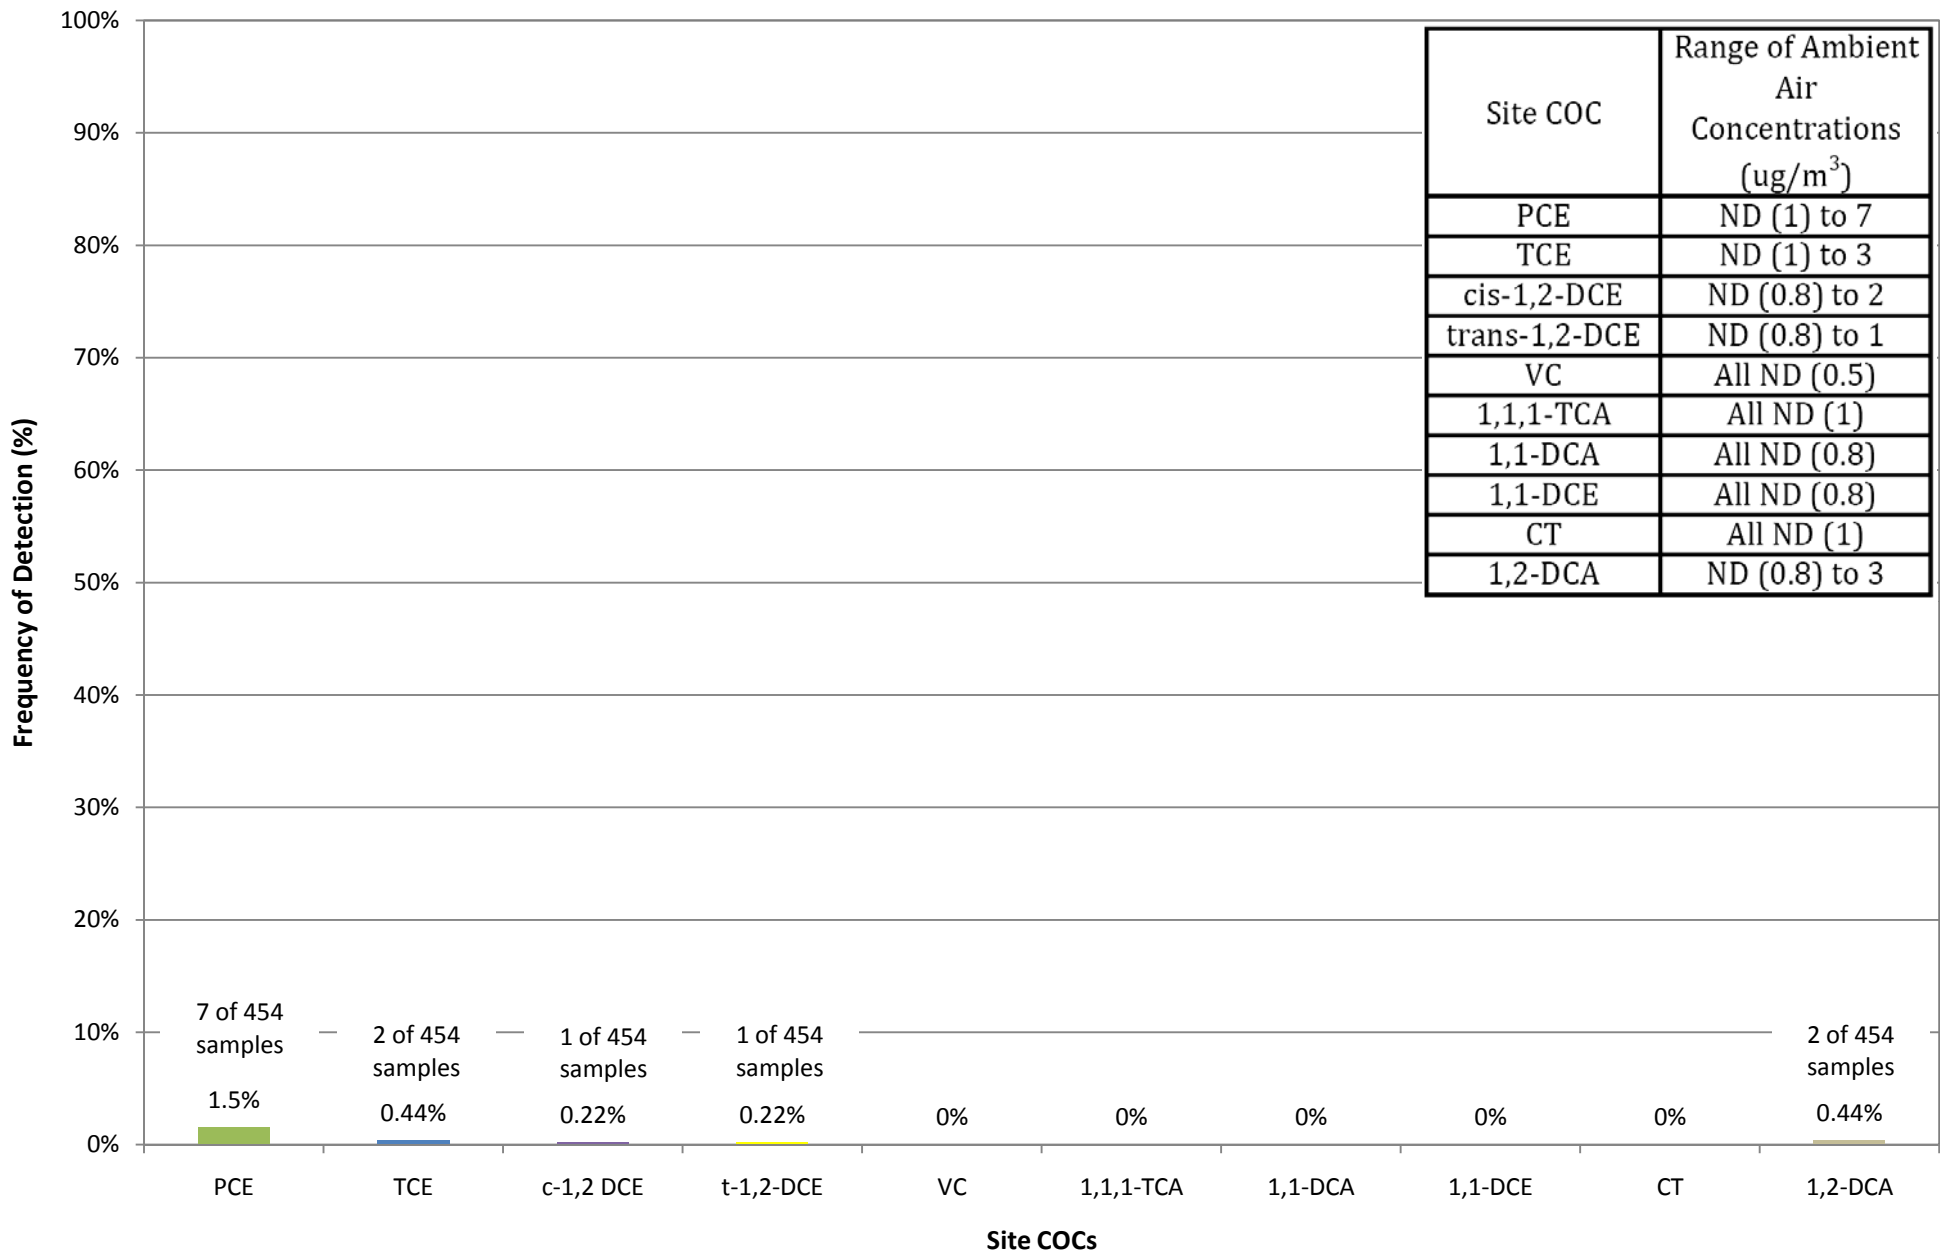 100%
90%
80%
70%
60%
50%
40%
30%
20%
10%
0%
Frequency of Detection (%)
Site COC
Range of Ambient
Air
Concentrations
(ug/m³)
PCE ND (1) to 7
TCE ND (1) to 3
cis-1,2-DCE ND (0.8) to 2
trans-1,2-DCE ND (0.8) to 1
VC All ND (0.5)
1,1,1-TCA All ND (1)
1,1-DCA All ND (0.8)
1,1-DCE All ND (0.8)
CT All ND (1)
1,2-DCA ND (0.8) to 3
7 of 454
samples
1.5%
2 of 454
samples
0.44%
1 of 454
samples
0.22%
1 of 454
samples
0.22%
0%
0%
0%
0%
0%
2 of 454
samples
0.44%
PCE TCE c-1,2 DCE t-1,2-DCE VC 1,1,1-TCA 1,1-DCA 1,1-DCE CT 1,2-DCA
Site COCs